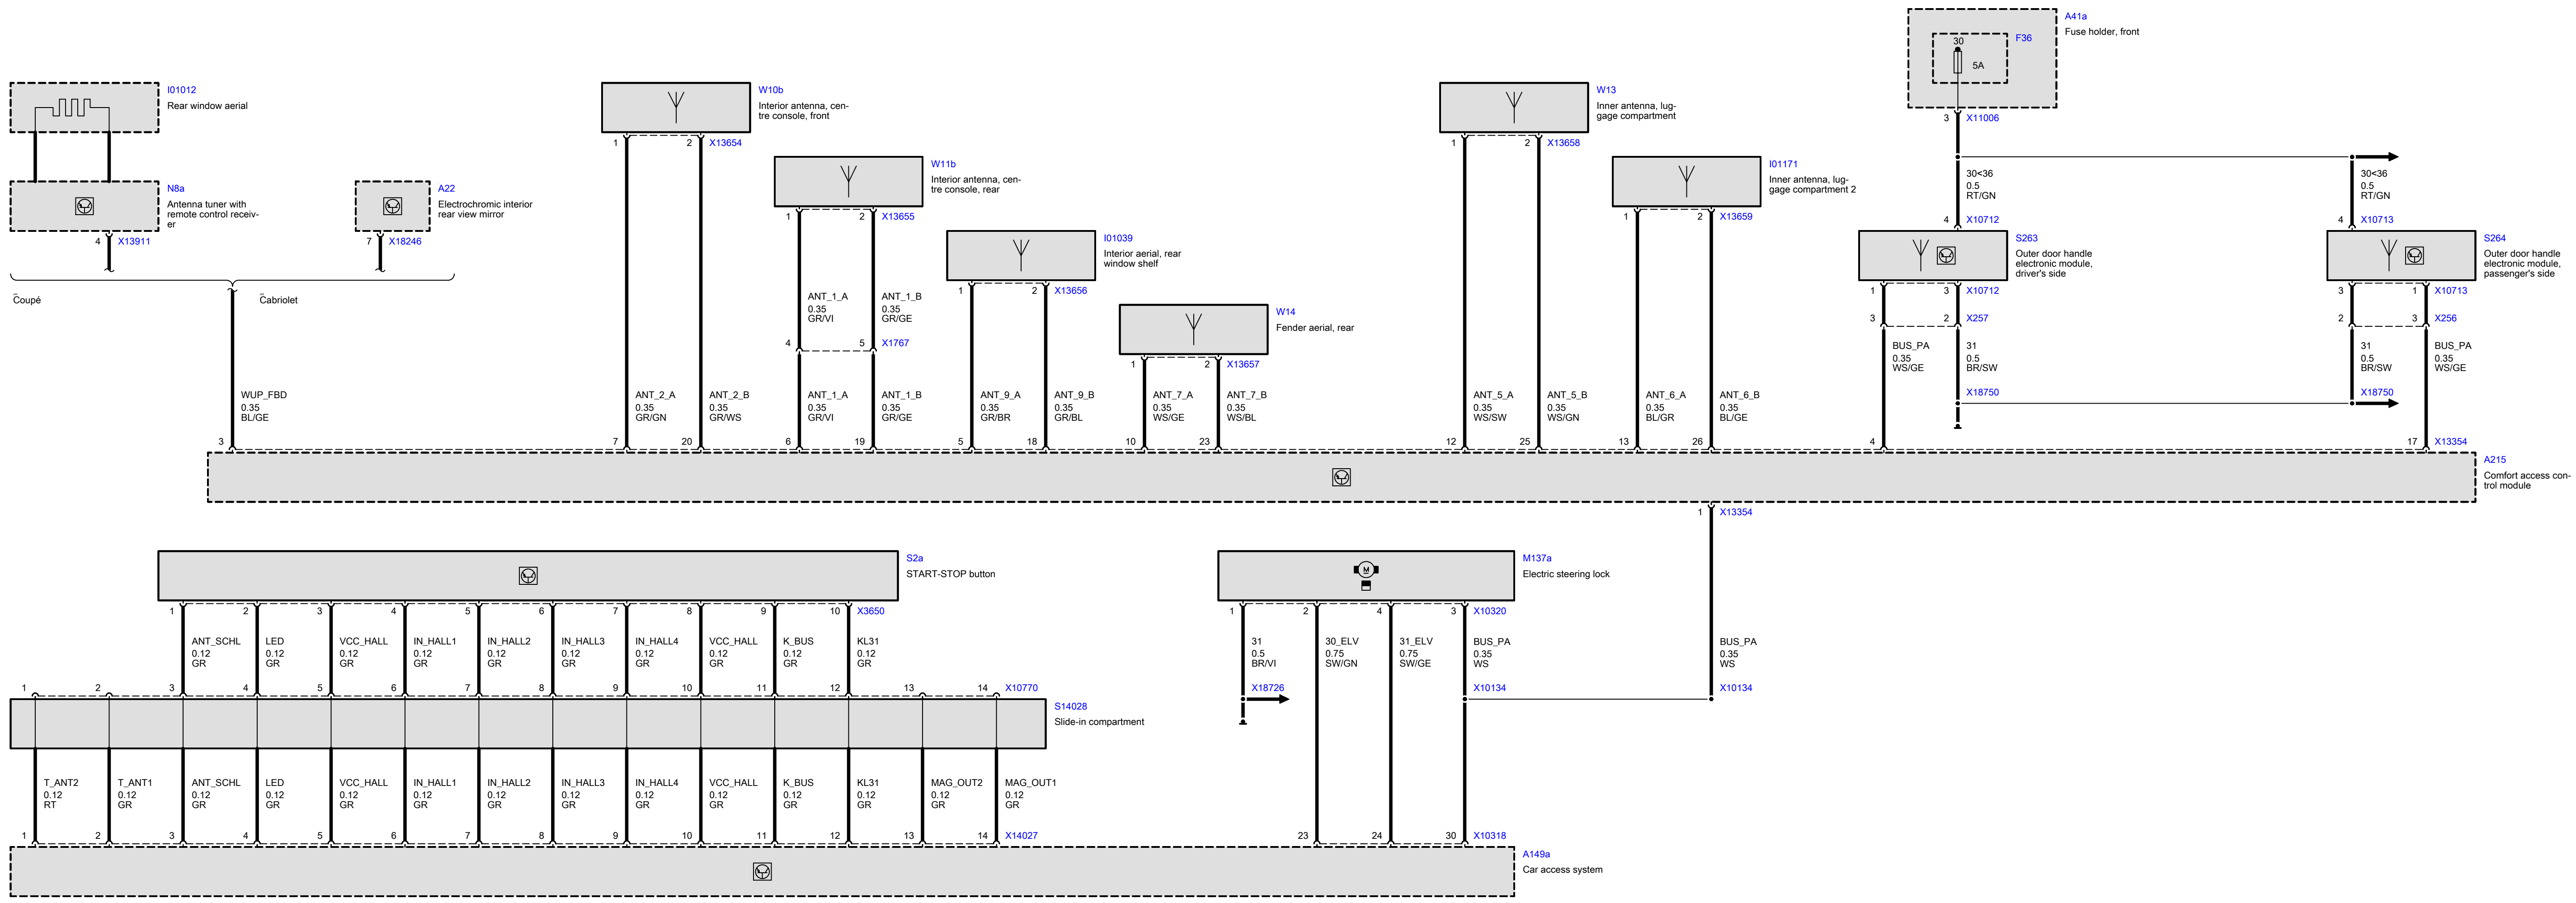 A41a
Fuse holder, front
F36
30
5A
3
X11006
I01012
Rear window aerial
N8a
Antenna tuner with
remote control receiv-
er
4
X13911
A22
Electrochromic interior
rear view mirror
7
X18246
Coupé
Cabriolet
WUP_FBD
0.35
BL/GE
3
W10b
Interior antenna, cen-
tre console, front
1
2
X13654
ANT_2_A
0.35
GR/GN
ANT_2_B
0.35
GR/WS
7
20
W11b
Interior antenna, cen-
tre console, rear
1
2
X13655
ANT_1_A
0.35
GR/VI
ANT_1_B
0.35
GR/GE
4
5
X1767
ANT_1_A
0.35
GR/VI
ANT_1_B
0.35
GR/GE
6
19
I01039
Interior aerial, rear
window shelf
1
2
X13656
ANT_9_A
0.35
GR/BR
ANT_9_B
0.35
GR/BL
5
18
W14
Fender aerial, rear
1
2
X13657
ANT_7_A
0.35
WS/GE
ANT_7_B
0.35
WS/BL
10
23
W13
Inner antenna, lug-
gage compartment
1
2
X13658
ANT_5_A
0.35
WS/SW
ANT_5_B
0.35
WS/GN
12
25
I01171
Inner antenna, lug-
gage compartment 2
1
2
X13659
ANT_6_A
0.35
BL/GR
ANT_6_B
0.35
BL/GE
13
26
30<36
0.5
RT/GN
4
X10712
S263
Outer door handle
electronic module,
driver's side
1
3
X10712
3
2
X257
BUS_PA
0.35
WS/GE
31
0.5
BR/SW
X18750
4
30<36
0.5
RT/GN
4
X10713
S264
Outer door handle
electronic module,
passenger's side
3
1
X10713
2
3
X256
31
0.5
BR/SW
BUS_PA
0.35
WS/GE
X18750
17
X13354
A215
Comfort access con-
trol module
1
X13354
S2a
START-STOP button
1
2
3
4
5
6
7
8
9
10
X3650
ANT_SCHL
0.12
GR
LED
0.12
GR
VCC_HALL
0.12
GR
IN_HALL1
0.12
GR
IN_HALL2
0.12
GR
IN_HALL3
0.12
GR
IN_HALL4
0.12
GR
VCC_HALL
0.12
GR
K_BUS
0.12
GR
KL31
0.12
GR
1
2
3
4
5
6
7
8
9
10
11
12
13
14
X10770
S14028
Slide-in compartment
T_ANT2
0.12
RT
T_ANT1
0.12
GR
ANT_SCHL
0.12
GR
LED
0.12
GR
VCC_HALL
0.12
GR
IN_HALL1
0.12
GR
IN_HALL2
0.12
GR
IN_HALL3
0.12
GR
IN_HALL4
0.12
GR
VCC_HALL
0.12
GR
K_BUS
0.12
GR
KL31
0.12
GR
MAG_OUT2
0.12
GR
MAG_OUT1
0.12
GR
1
2
3
4
5
6
7
8
9
10
11
12
13
14
X14027
M137a
Electric steering lock
M
1
2
4
3
X10320
31
0.5
BR/VI
30_ELV
0.75
SW/GN
31_ELV
0.75
SW/GE
BUS_PA
0.35
WS
BUS_PA
0.35
WS
X18726
X10134
X10134
23
24
30
X10318
A149a
Car access system